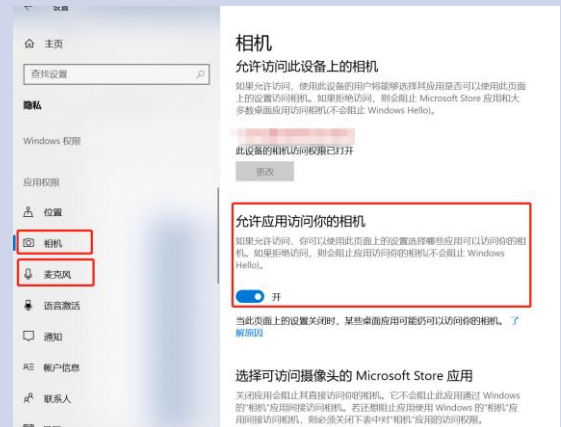 设置
主页
查找设置
隐私
Windows 权限
应用权限
位置
相机
麦克风
语音激活
通知
帐户信息
联系人
相机
允许访问此设备上的相机
如果允许访问，使用此设备的用户将能够选择其应用是否可以使用此页面
上的设置访问相机。如果拒绝访问，则会阻止 Microsoft Store 应用和大
多数桌面应用访问相机(不会阻止 Windows Hello)。
此设备的相机访问权限已打开
更改
允许应用访问你的相机
如果允许访问，你可以使用此页面上的设置选择哪些应用可以访问你的相
机。如果拒绝访问，则会阻止应用访问你的相机(不会阻止 Windows
Hello)。
开
当此页面上的设置关闭时，某些桌面应用可能仍可以访问你的相机。 了
解原因
选择可访问摄像头的 Microsoft Store 应用
关闭应用会阻止其直接访问你的相机。它不会阻止此应用通过 Windows
的"相机"应用间接访问相机。若还想阻止应用使用 Windows 的"相机"应
用间接访问相机，则必须关闭下表中对"相机"应用的访问权限。